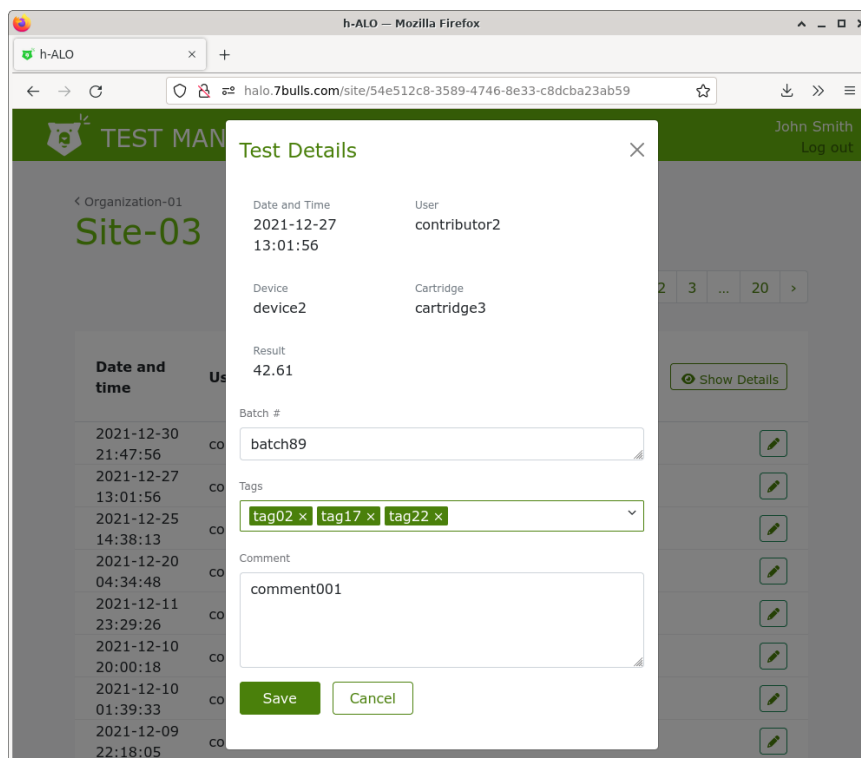 h-ALO — Mozilla Firefox
h-ALO
halo.7bulls.com/site/54e512c8-3589-4746-8e33-c8dcba23ab59
TEST MAN
John Smith
Log out
Organization-01
Site-03
2 3 ... 20 ›
Test Details
Date and Time User
2021-12-27 contributor2
13:01:56
Device Cartridge
device2 cartridge3
Result
42.61
Batch #
batch89
Tags
tag02 × tag17 × tag22 ×
Comment
comment001
Save Cancel
Date and time Us Show Details
2021-12-30 21:47:56 co
2021-12-27 13:01:56 co
2021-12-25 14:38:13 co
2021-12-20 04:34:48 co
2021-12-11 23:29:26 co
2021-12-10 20:00:18 co
2021-12-10 01:39:33 co
2021-12-09 22:18:05 co